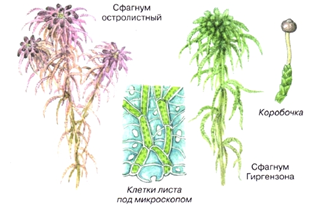 Сфагнум
остролистный
Коробочка
Сфагнум
Гиргензона
Клетки листа
под микроскопом